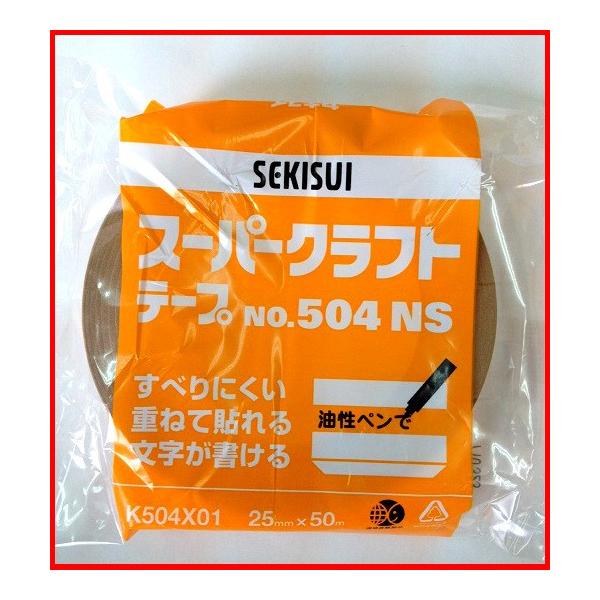 SEKISUI
スーパークラフト
テープ No.504 NS
すべりにくい
重ねて貼れる
文字が書ける
油性ペンで
K504X01 25mm×50m